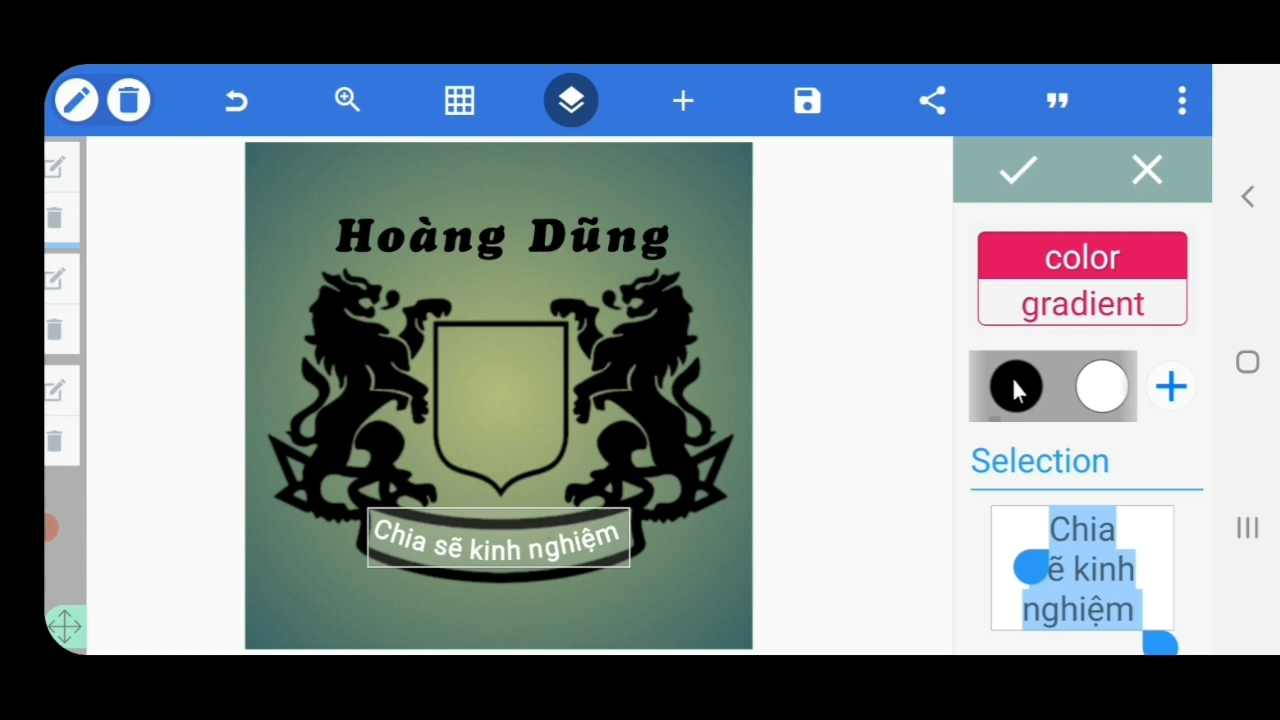 Hoàng Dũng
Chia sẽ kinh nghiệm
color
gradient
Selection
Chia
ẽ kinh
nghiệm